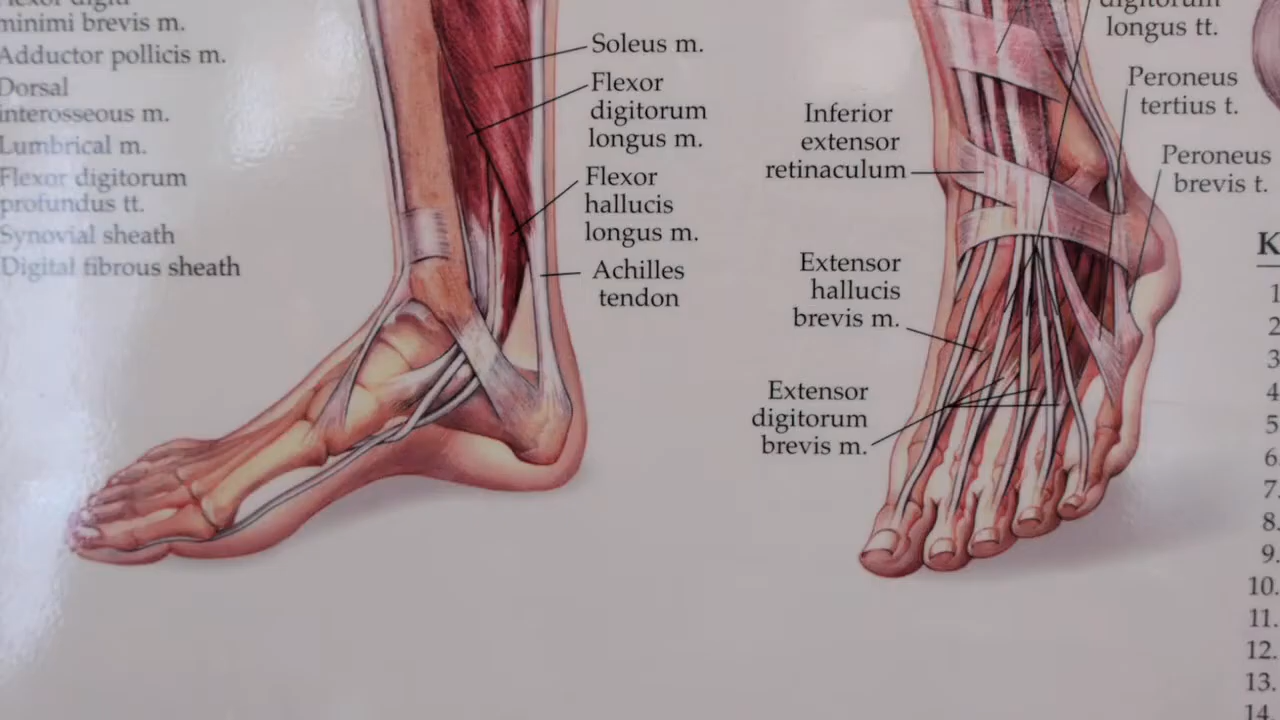 Flexor digiti
minimi brevis m.
Adductor pollicis m.
Dorsal
interosseous m.
Lumbrical m.
Flexor digitorum
profundus tt.
Synovial sheath
Digital fibrous sheath
Soleus m.
Flexor
digitorum
longus m.
Flexor
hallucis
longus m.
Achilles
tendon
Inferior
extensor
retinaculum
Extensor
hallucis
brevis m.
Extensor
digitorum
brevis m.
digitorum
longus tt.
Peroneus
tertius t.
Peroneus
brevis t.
K
1
2
3
4
5
6.
7.
8.
9.
10.
11.
12.
13.
14.